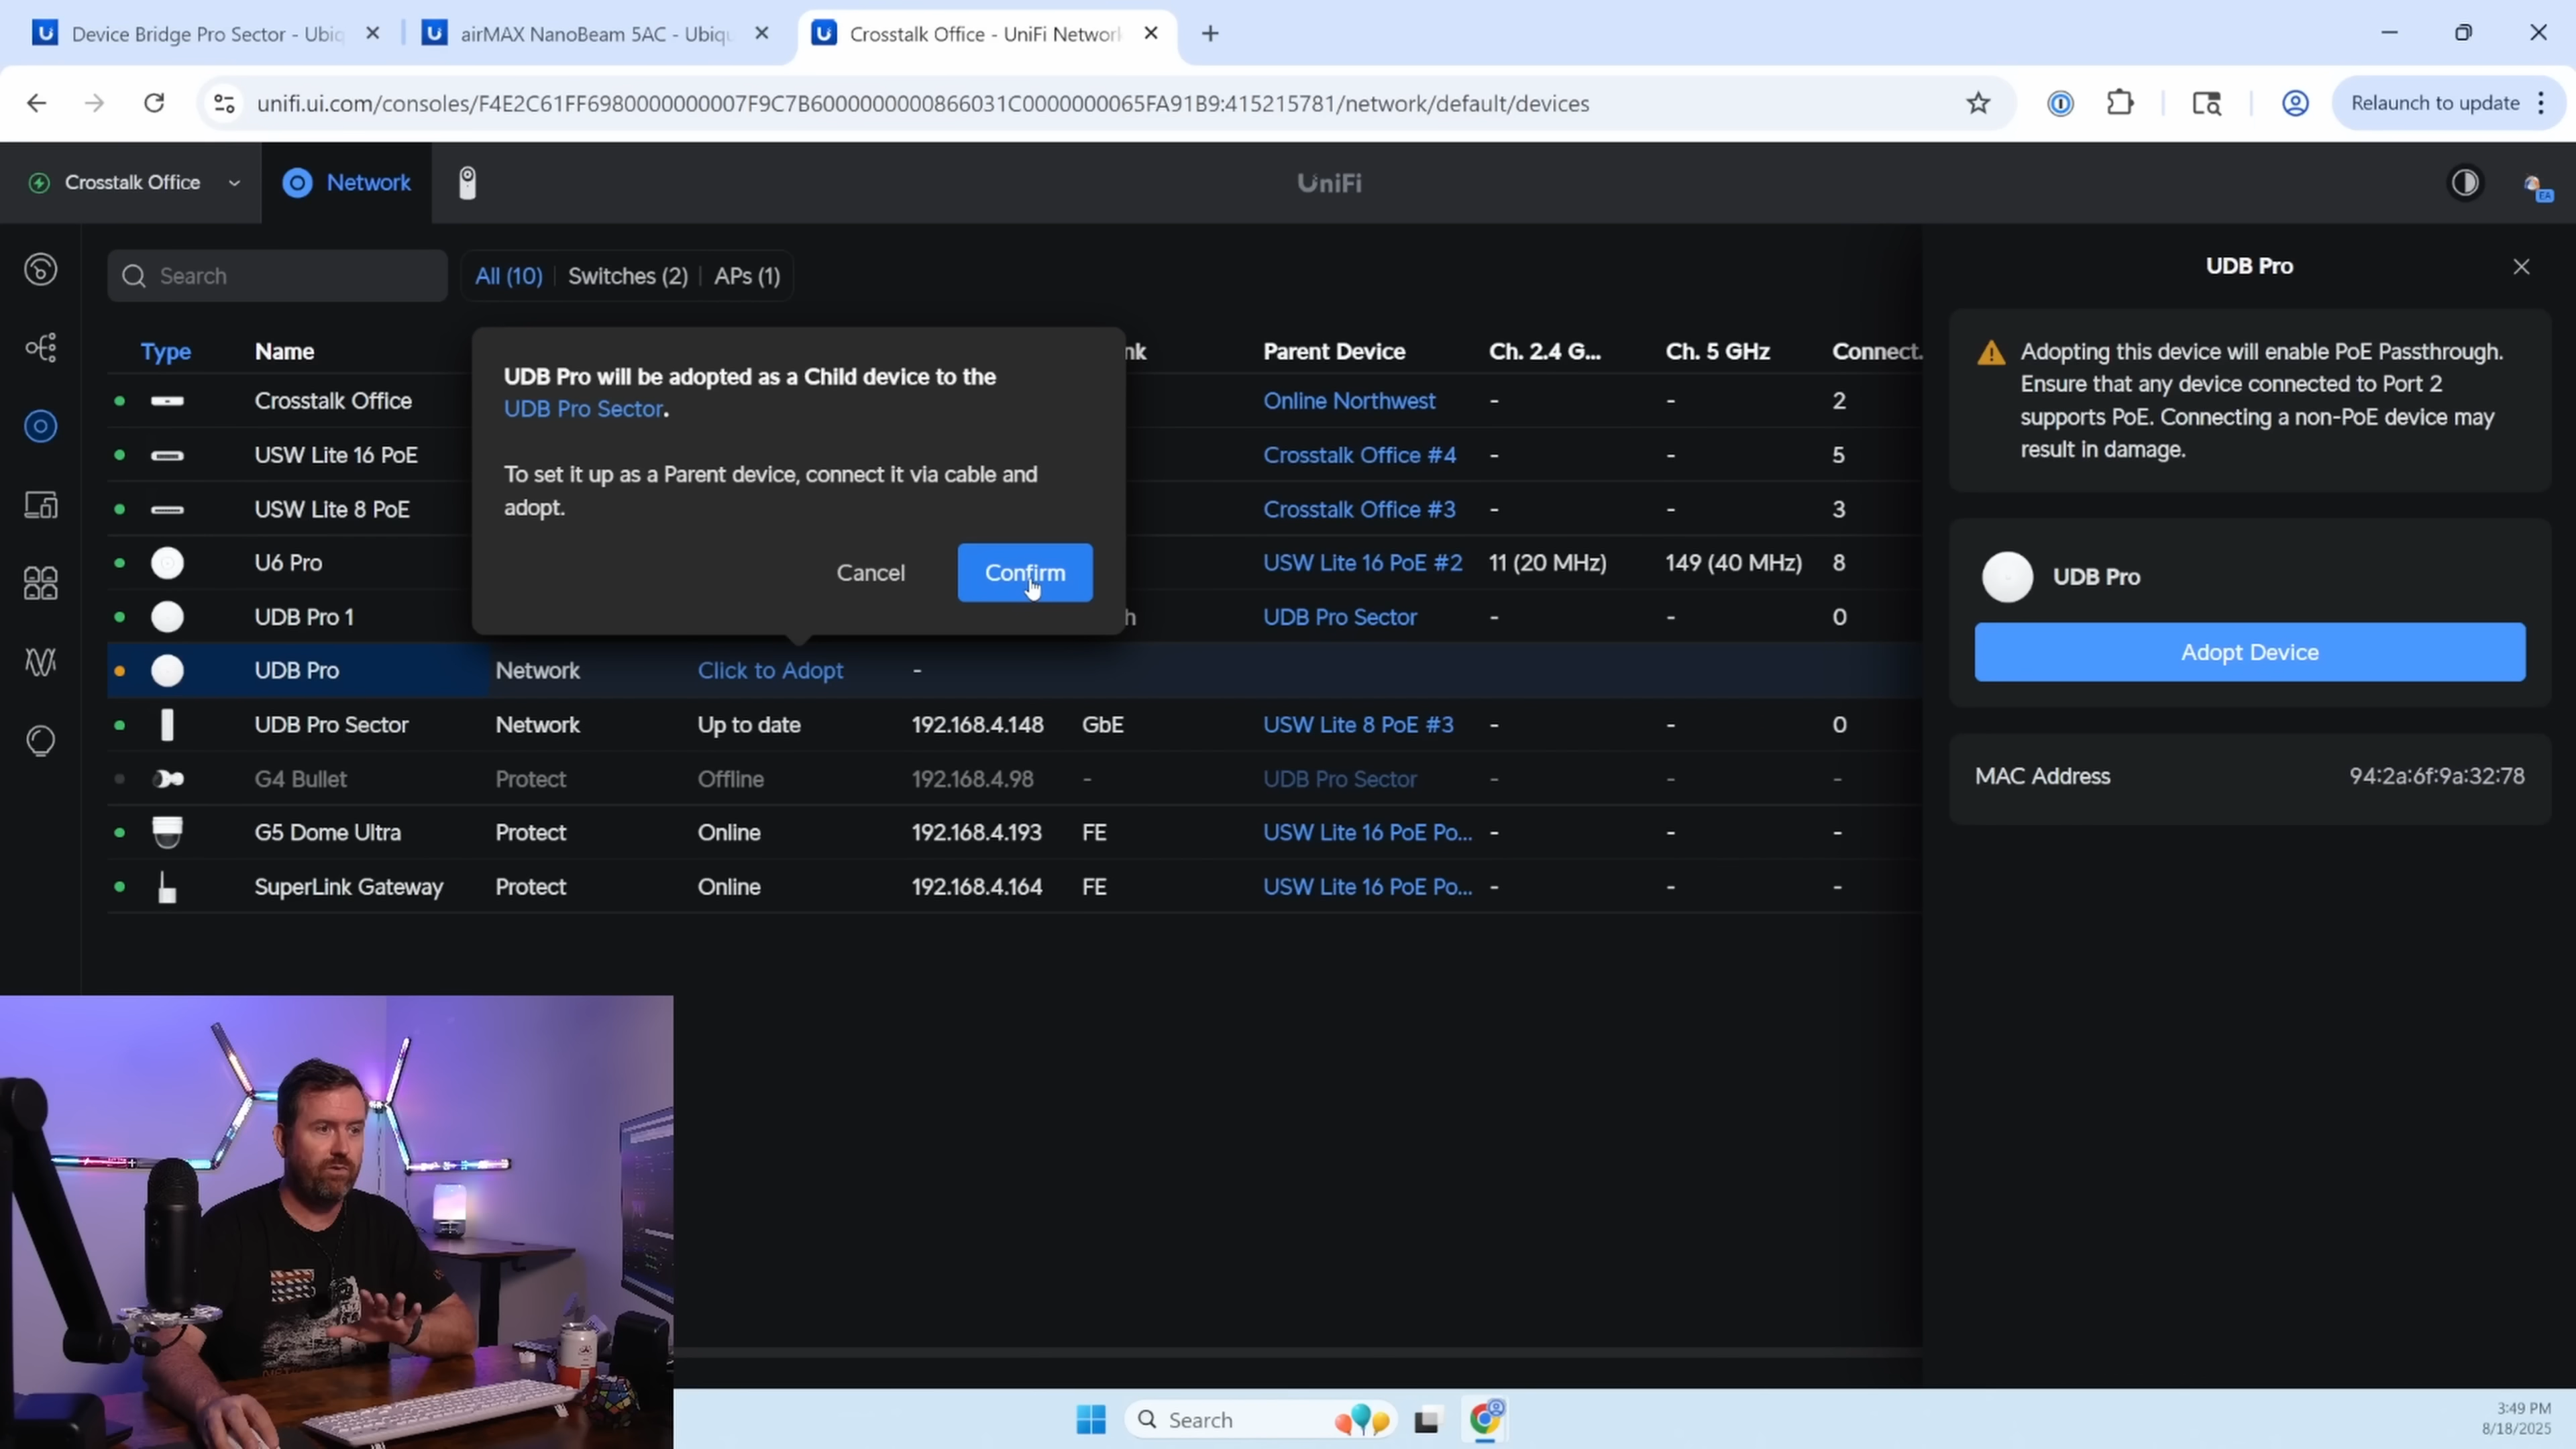 Device Bridge Pro Sector - Ubiq
airMAX NanoBeam 5AC - Ubiqu
Crosstalk Office - UniFi Network
unifi.ui.com/consoles/F4E2C61FF6980000000007F9C7B6000000000866031C0000000065FA91B9:415215781/network/default/devices
Relaunch to update
Crosstalk Office
Network
UniFi
EA
Search
All (10)
Switches (2)
APs (1)
Type Name nk Parent Device Ch. 2.4 G... Ch. 5 GHz Connect.
Crosstalk Office Online Northwest - - 2
USW Lite 16 PoE Crosstalk Office #4 - - 5
USW Lite 8 PoE Crosstalk Office #3 - - 3
U6 Pro USW Lite 16 PoE #2 11 (20 MHz) 149 (40 MHz) 8
UDB Pro 1 h UDB Pro Sector - - 0
UDB Pro Network Click to Adopt -
UDB Pro Sector Network Up to date 192.168.4.148 GbE USW Lite 8 PoE #3 - - 0
G4 Bullet Protect Offline 192.168.4.98 - UDB Pro Sector - - -
G5 Dome Ultra Protect Online 192.168.4.193 FE USW Lite 16 PoE Po... - - -
SuperLink Gateway Protect Online 192.168.4.164 FE USW Lite 16 PoE Po... - - -
UDB Pro will be adopted as a Child device to the
UDB Pro Sector.
To set it up as a Parent device, connect it via cable and
adopt.
Cancel
Confirm
UDB Pro
Adopting this device will enable PoE Passthrough.
Ensure that any device connected to Port 2
supports PoE. Connecting a non-PoE device may
result in damage.
UDB Pro
Adopt Device
MAC Address 94:2a:6f:9a:32:78
Search
3:49 PM
8/18/2025